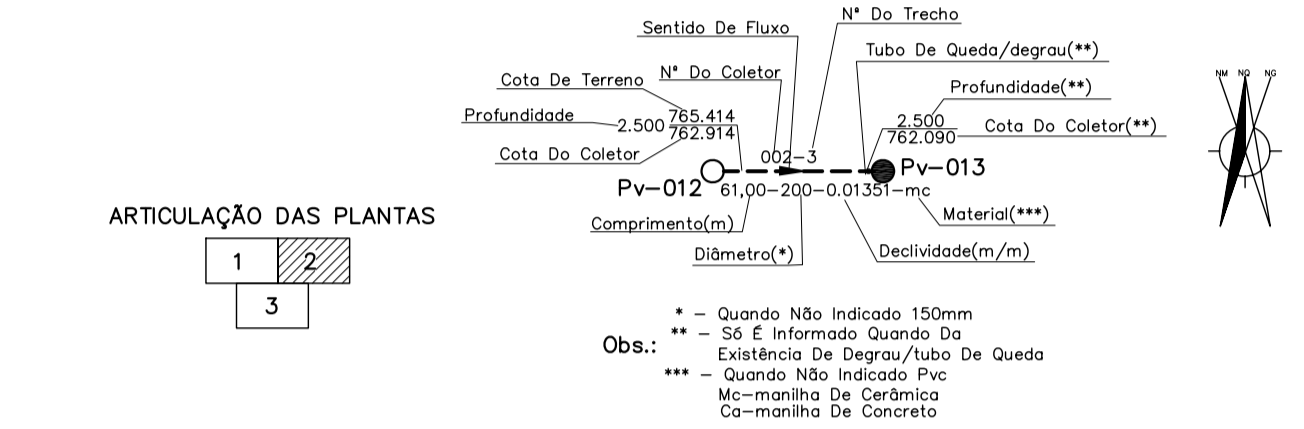 ARTICULAÇÃO DAS PLANTAS
1
2
3
Nª Do Trecho
Sentido De Fluxo
Tubo De Queda/degrau(**)
Cota De Terreno
Nª Do Coletor
Profundidade(**)
Profundidade
2.500
765.414
762.914
2.500
762.090
Cota Do Coletor(**)
Cota Do Coletor
002-3
Pv-012
Pv-013
61,00-200-0.01351-mc
Comprimento(m)
Material(***)
Diâmetro(*)
Declividade(m/m)
NM NQ NG
Obs.:
* - Quando Não Indicado 150mm
** - Só É Informado Quando Da
Existência De Degrau/tubo De Queda
*** - Quando Não Indicado Pvc
Mc-manilha De Cerâmica
Ca-manilha De Concreto